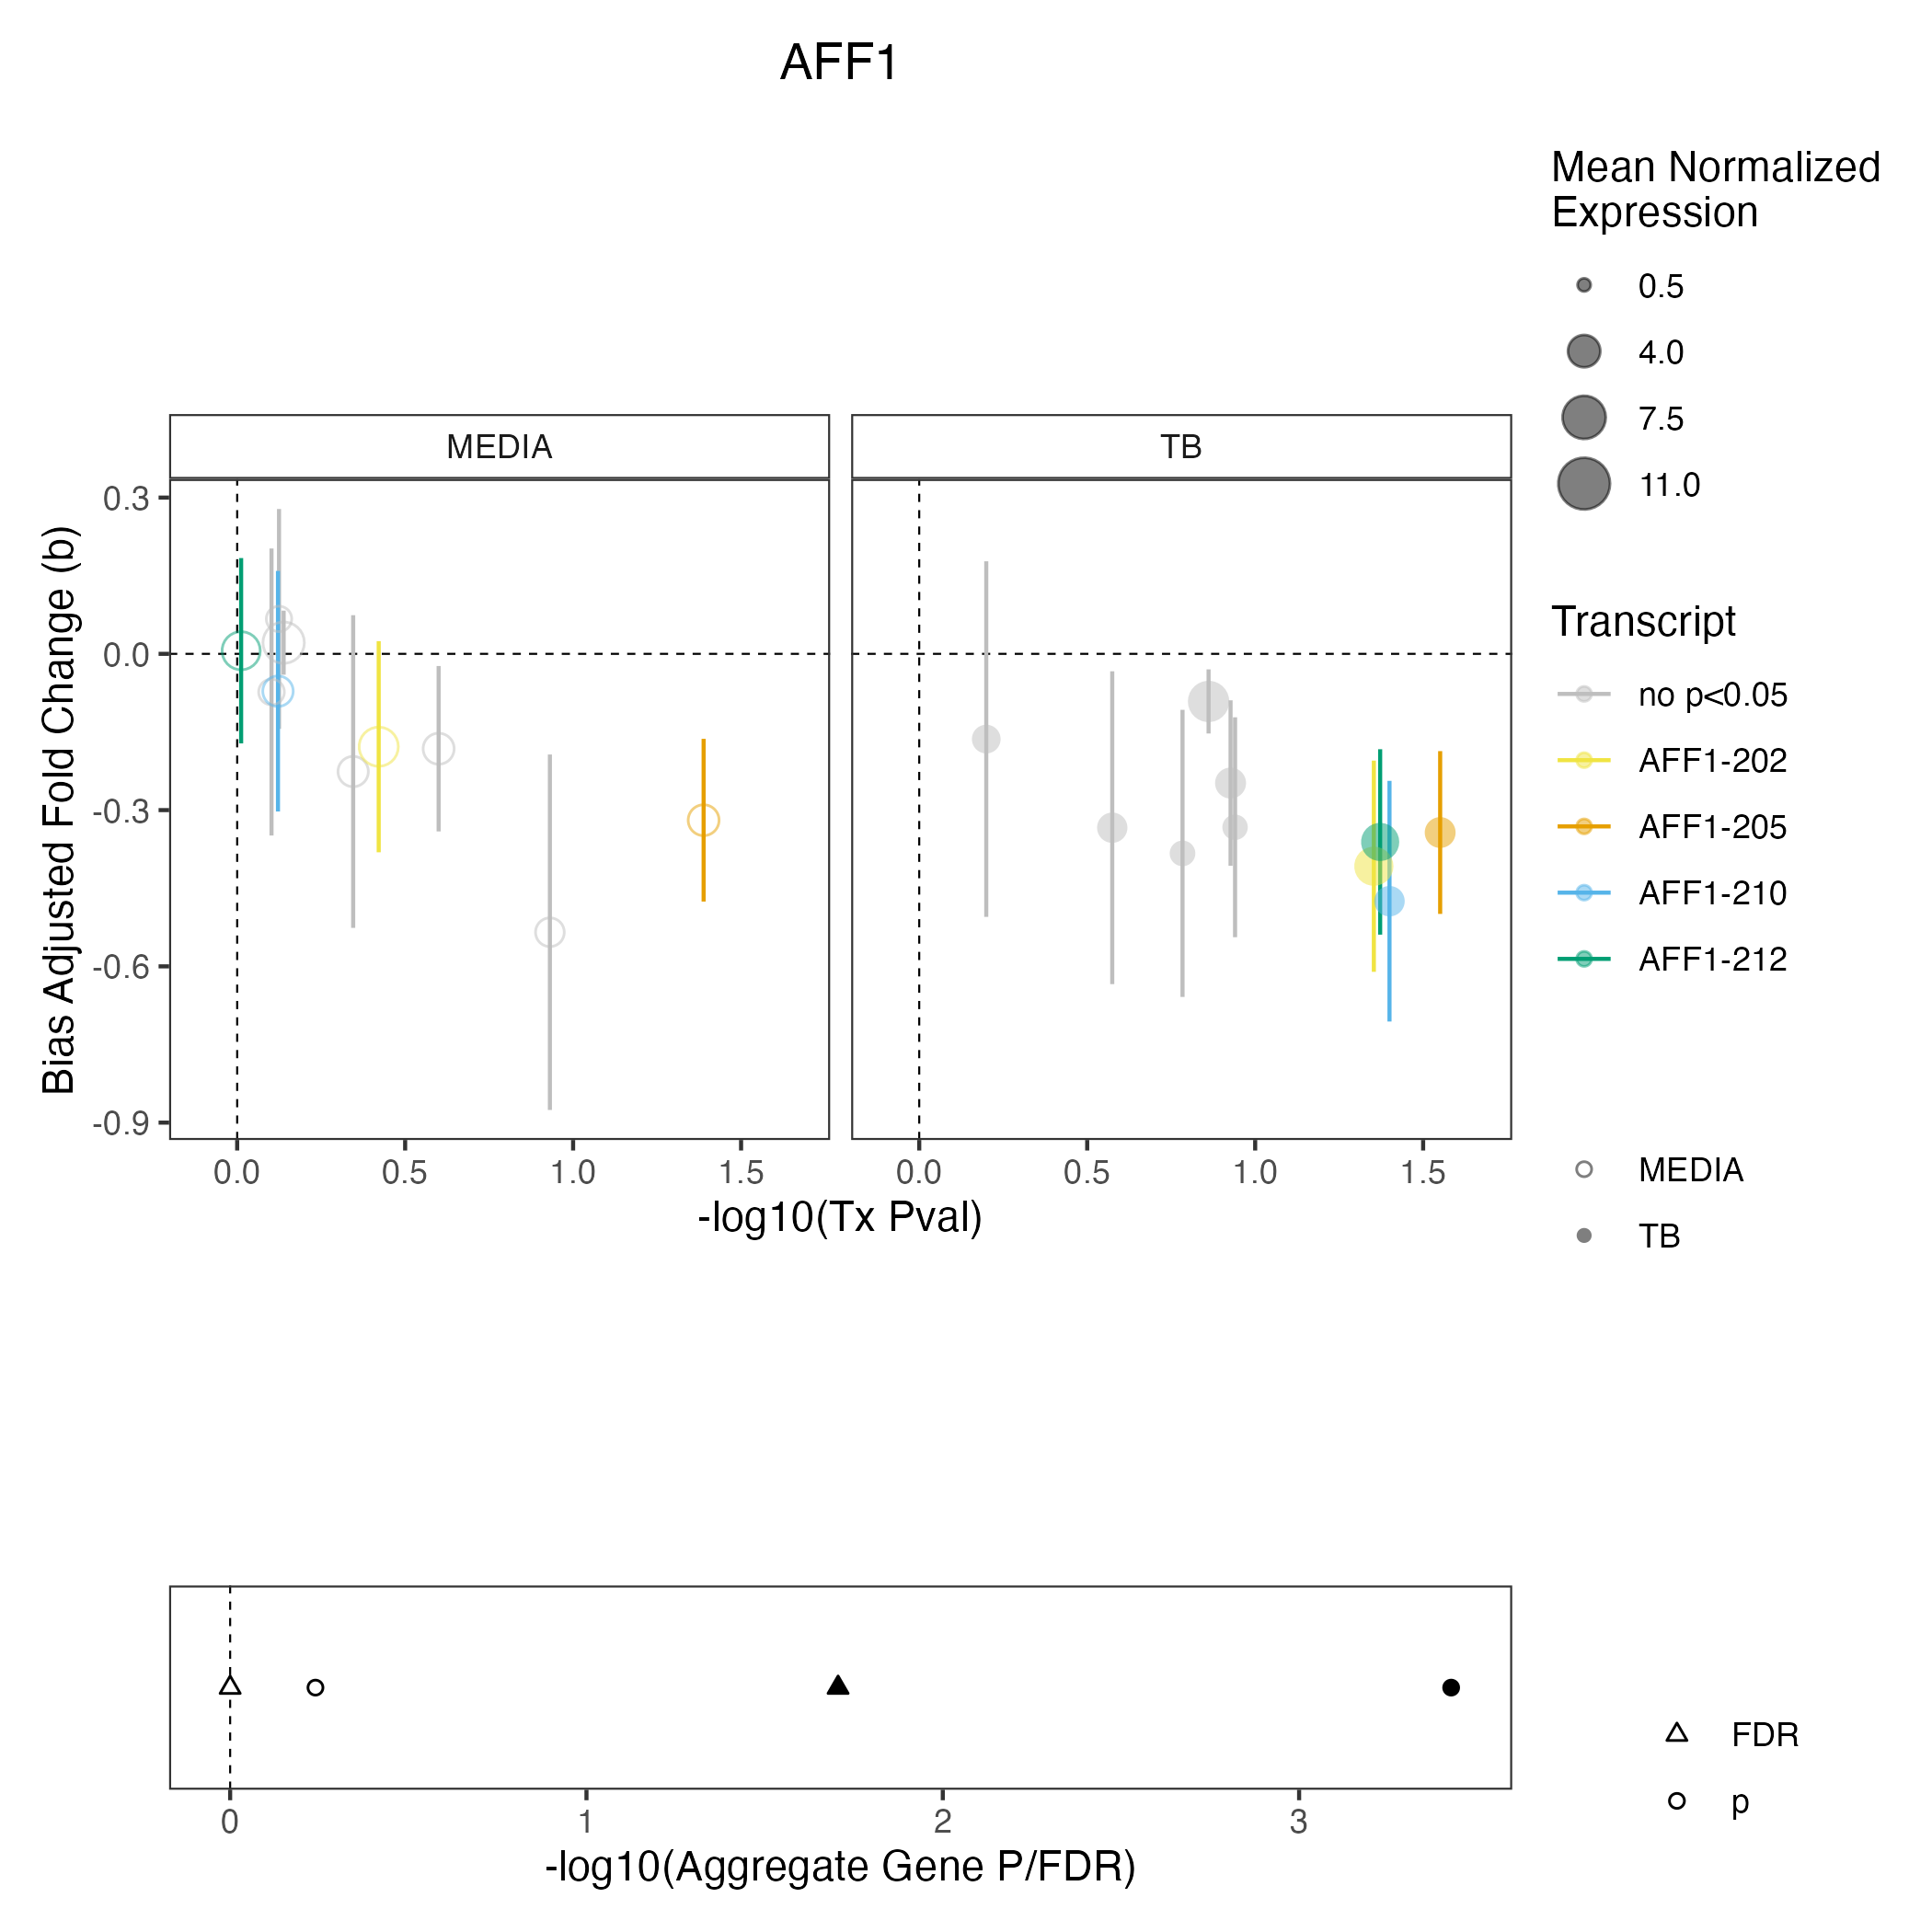 AFF1
Mean Normalized
Expression
0.5
4.0
7.5
11.0
Transcript
no p<0.05
AFF1-202
AFF1-205
AFF1-210
AFF1-212
MEDIA
TB
MEDIA
TB
Bias Adjusted Fold Change (b)
0.3
0.0
-0.3
-0.6
-0.9
0.0
0.5
1.0
1.5
0.0
0.5
1.0
1.5
-log10(Tx Pval)
0
1
2
3
-log10(Aggregate Gene P/FDR)
FDR
p